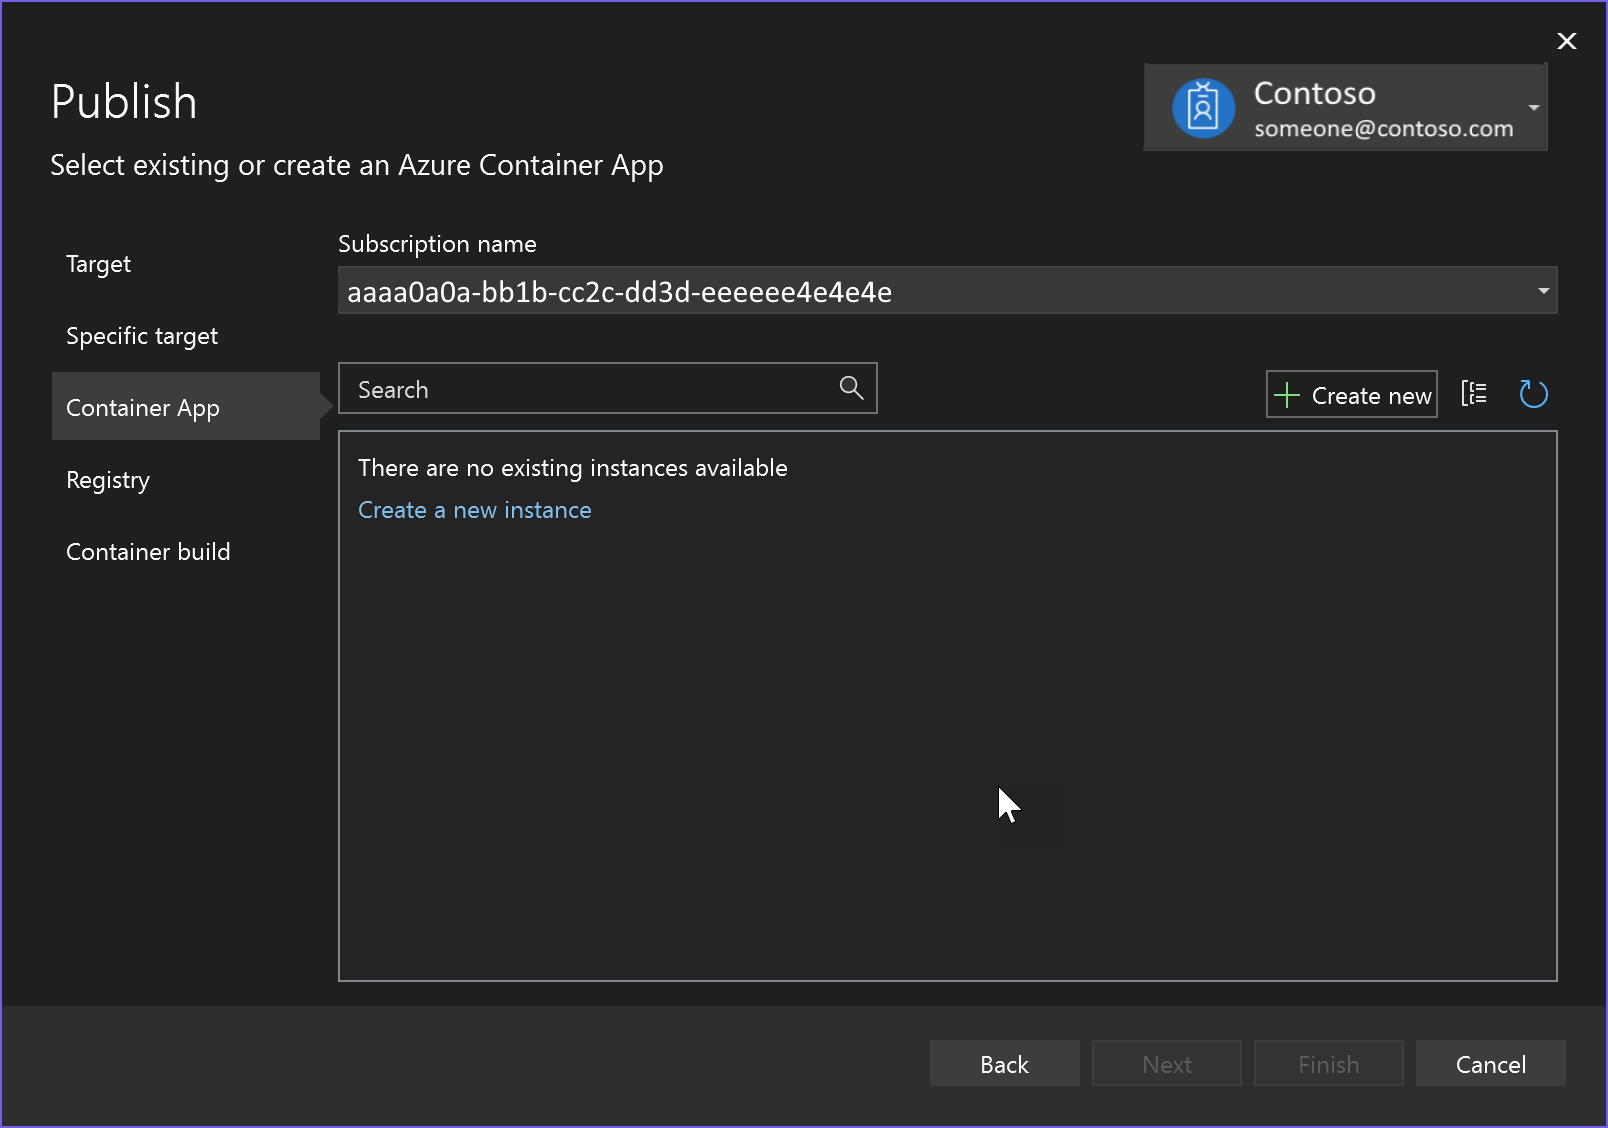 Publish
Contoso
someone@contoso.com
Select existing or create an Azure Container App
Target
Specific target
Container App
Registry
Container build
Subscription name
aaaa0a0a-bb1b-cc2c-dd3d-eeeeee4e4e4e
Search
Create new
There are no existing instances available
Create a new instance
Back
Next
Finish
Cancel